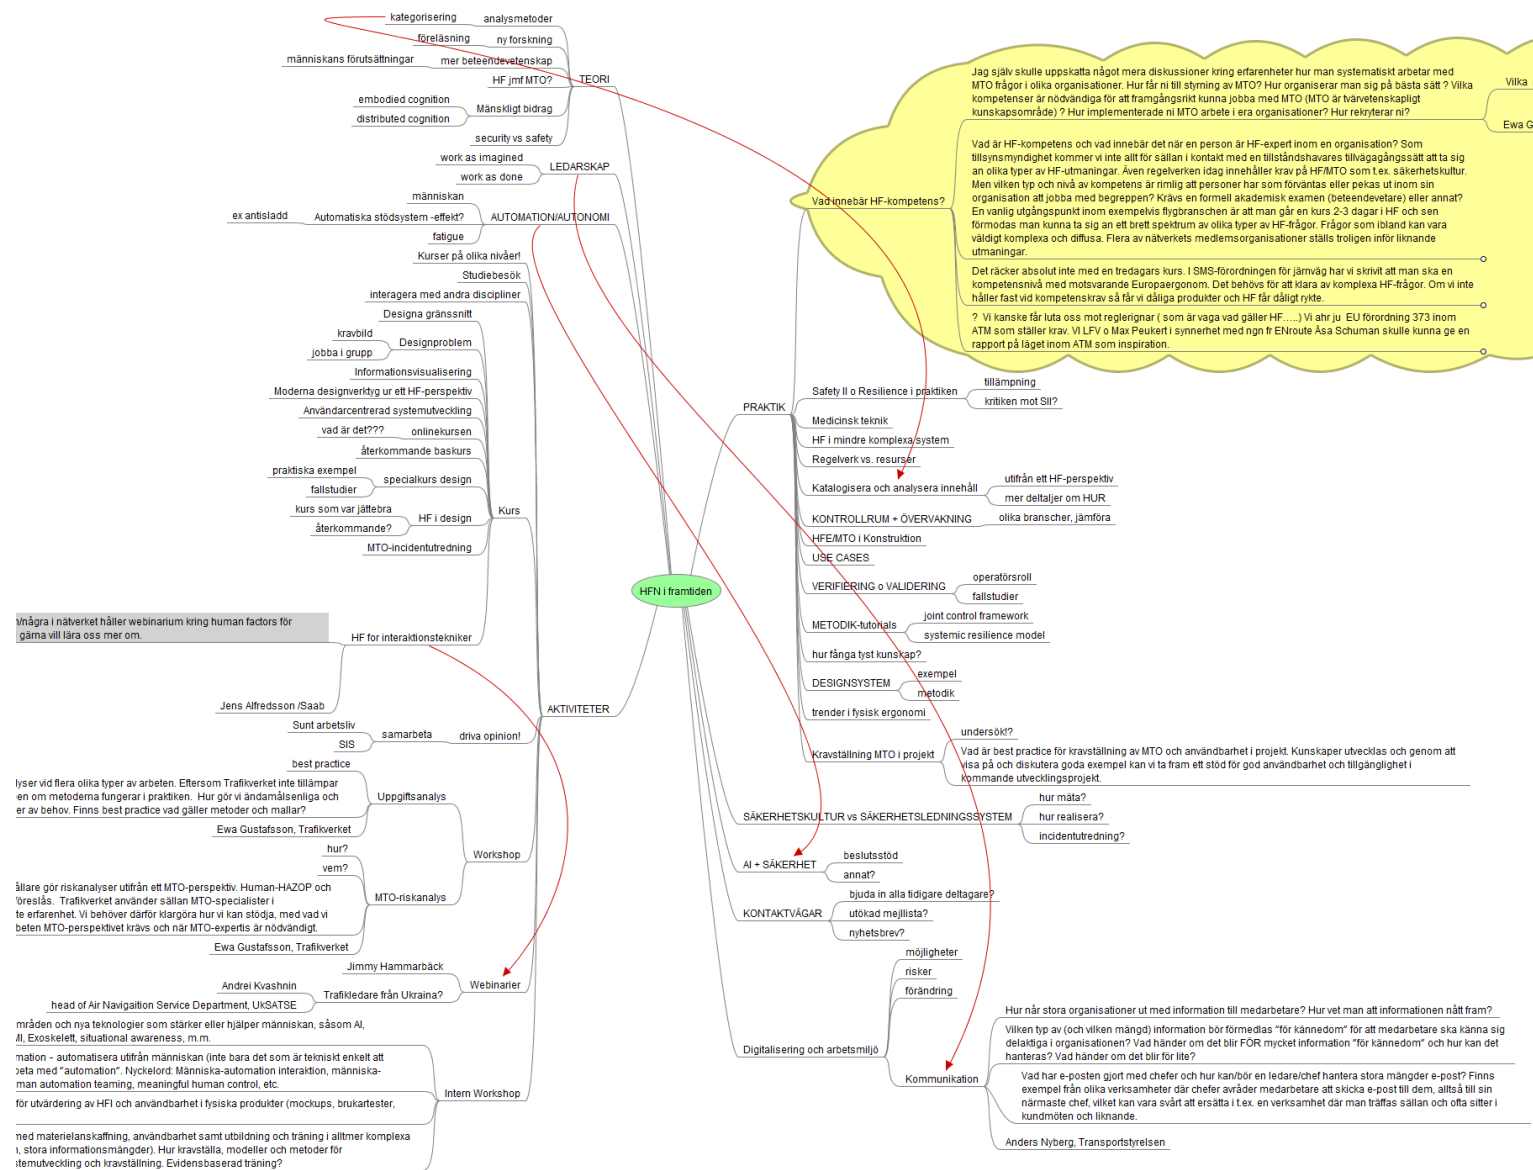 kategorisering
analysmetoder
föreläsning
ny forskning
människans förutsättningar
mer beteendevetenskap
HF jmf MTO?
TEORI
embodied cognition
distributed cognition
Mänskligt bidrag
security vs safety
work as imagined
work as done
LEDARSKAP
människan
ex antisladd
Automatiska stödsystem -effekt?
fatigue
AUTOMATION/AUTONOMI
Kurser på olika nivåer!
Studiebesök
interagera med andra discipliner
Designa gränssnitt
kravbild
jobba i grupp
Designproblem
Informationsvisualisering
Moderna designverktyg ur ett HF-perspektiv
Användarcentrerad systemutveckling
vad är det???
onlinekursen
återkommande baskurs
praktiska exempel
fallstudier
specialkurs design
kurs som var jättebra
återkommande?
HF i design
MTO-incidentutredning
Kurs
n/några i nätverket håller webinarium kring human factors för
gärna vill lära oss mer om.
HF for interaktionstekniker
Jens Alfredsson /Saab
AKTIVITETER
Sunt arbetsliv
SIS
samarbeta
driva opinion!
best practice
lyser vid flera olika typer av arbeten. Eftersom Trafikverket inte tillämpar
en om metoderna fungerar i praktiken. Hur gör vi ändamålsenliga och
er av behov. Finns best practice vad gäller metoder och mallar?
Uppgiftsanalys
Ewa Gustafsson, Trafikverket
hur?
vem?
Workshop
ållare gör riskanalyser utifrån ett MTO-perspektiv. Human-HAZOP och
föreslås. Trafikverket använder sällan MTO-specialister i
te erfarenhet. Vi behöver därför klargöra hur vi kan stödja, med vad vi
beten MTO-perspektivet krävs och när MTO-expertis är nödvändigt.
MTO-riskanalys
Ewa Gustafsson, Trafikverket
Jimmy Hammarbäck
Andrei Kvashnin
head of Air Navigaition Service Department, UkSATSE
Trafikledare från Ukraina?
Webinarier
mråden och nya teknologier som stärker eller hjälper människan, såsom AI,
MI, Exoskelett, situational awareness, m.m.
mation - automatisera utifrån människan (inte bara det som är tekniskt enkelt att
beta med "automation". Nyckelord: Människa-automation interaktion, människa-
man automation teaming, meaningful human control, etc.
Intern Workshop
för utvärdering av HFI och användbarhet i fysiska produkter (mockups, brukartester,
med materielanskaffning, användbarhet samt utbildning och träning i alltmer komplexa
n, stora informationsmängder). Hur kravställa, modeller och metoder för
stemutveckling och kravställning. Evidensbaserad träning?
HFN i framtiden
Jag själv skulle uppskatta något mera diskussioner kring erfarenheter hur man systematiskt arbetar med
MTO frågor i olika organisationer. Hur får ni till styrning av MTO? Hur organiserar man sig på bästa sätt ? Vilka
kompetenser är nödvändiga för att framgångsrikt kunna jobba med MTO (MTO är tvärvetenskapligt
kunskapsområde) ? Hur implementerade ni MTO arbete i era organisationer? Hur rekryterar ni?
Vilka
Ewa G
Vad är HF-kompetens och vad innebär det när en person är HF-expert inom en organisation? Som
tillsynsmyndighet kommer vi inte allt för sällan i kontakt med en tillståndshavares tillvägagångssätt att ta sig
an olika typer av HF-utmaningar. Även regelverken idag innehåller krav på HF/MTO som t.ex. säkerhetskultur.
Men vilken typ och nivå av kompetens är rimlig att personer har som förväntas eller pekas ut inom sin
organisation att jobba med begreppen? Krävs en formell akademisk examen (beteendevetare) eller annat?
En vanlig utgångspunkt inom exempelvis flygbranschen är att man går en kurs 2-3 dagar i HF och sen
förmodas man kunna ta sig an ett brett spektrum av olika typer av HF-frågor. Frågor som ibland kan vara
väldigt komplexa och diffusa. Flera av nätverkets medlemsorganisationer ställs troligen inför liknande
utmaningar.
Vad innebär HF-kompetens?
Det räcker absolut inte med en tredagars kurs. I SMS-förordningen för järnväg har vi skrivit att man ska en
kompetensnivå med motsvarande Europaergonom. Det behövs för att klara av komplexa HF-frågor. Om vi inte
håller fast vid kompetenskrav så får vi dåliga produkter och HF får dåligt rykte.
? Vi kanske får luta oss mot reglerignar ( som är vaga vad gäller HF…..) Vi ahr ju EU förordning 373 inom
ATM som ställer krav. VI LFV o Max Peukert i synnerhet med ngn fr ENroute Åsa Schuman skulle kunna ge en
rapport på läget inom ATM som inspiration.
PRAKTIK
Safety II o Resilience i praktiken
tillämpning
kritiken mot SII?
Medicinsk teknik
HF i mindre komplexa system
Regelverk vs. resurser
Katalogisera och analysera innehåll
utifrån ett HF-perspektiv
mer deltaljer om HUR
KONTROLLRUM + ÖVERVAKNING
olika branscher, jämföra
HFE/MTO i Konstruktion
USE CASES
VERIFIERING o VALIDERING
operatörsroll
fallstudier
METODIK-tutorials
joint control framework
systemic resilience model
hur fånga tyst kunskap?
DESIGNSYSTEM
exempel
metodik
trender i fysisk ergonomi
Kravställning MTO i projekt
undersök!?
Vad är best practice för kravställning av MTO och användbarhet i projekt. Kunskaper utvecklas och genom att
visa på och diskutera goda exempel kan vi ta fram ett stöd för god användbarhet och tillgänglighet i
kommande utvecklingsprojekt.
SÄKERHETSKULTUR vs SÄKERHETSLEDNINGSSYSTEM
hur mäta?
hur realisera?
incidentutredning?
AI + SÄKERHET
beslutsstöd
annat?
KONTAKTVÄGAR
bjuda in alla tidigare deltagare?
utökad mejllista?
nyhetsbrev?
Digitalisering och arbetsmiljö
möjligheter
risker
förändring
Kommunikation
Hur når stora organisationer ut med information till medarbetare? Hur vet man att informationen nått fram?
Vilken typ av (och vilken mängd) information bör förmedlas "för kännedom" för att medarbetare ska känna sig
delaktiga i organisationen? Vad händer om det blir FÖR mycket information "för kännedom" och hur kan det
hanteras? Vad händer om det blir för lite?
Vad har e-posten gjort med chefer och hur kan/bör en ledare/chef hantera stora mängder e-post? Finns
exempel från olika verksamheter där chefer avråder medarbetare att skicka e-post till dem, alltså till sin
närmaste chef, vilket kan vara svårt att ersätta i t.ex. en verksamhet där man träffas sällan och ofta sitter i
kundmöten och liknande.
Anders Nyberg, Transportstyrelsen